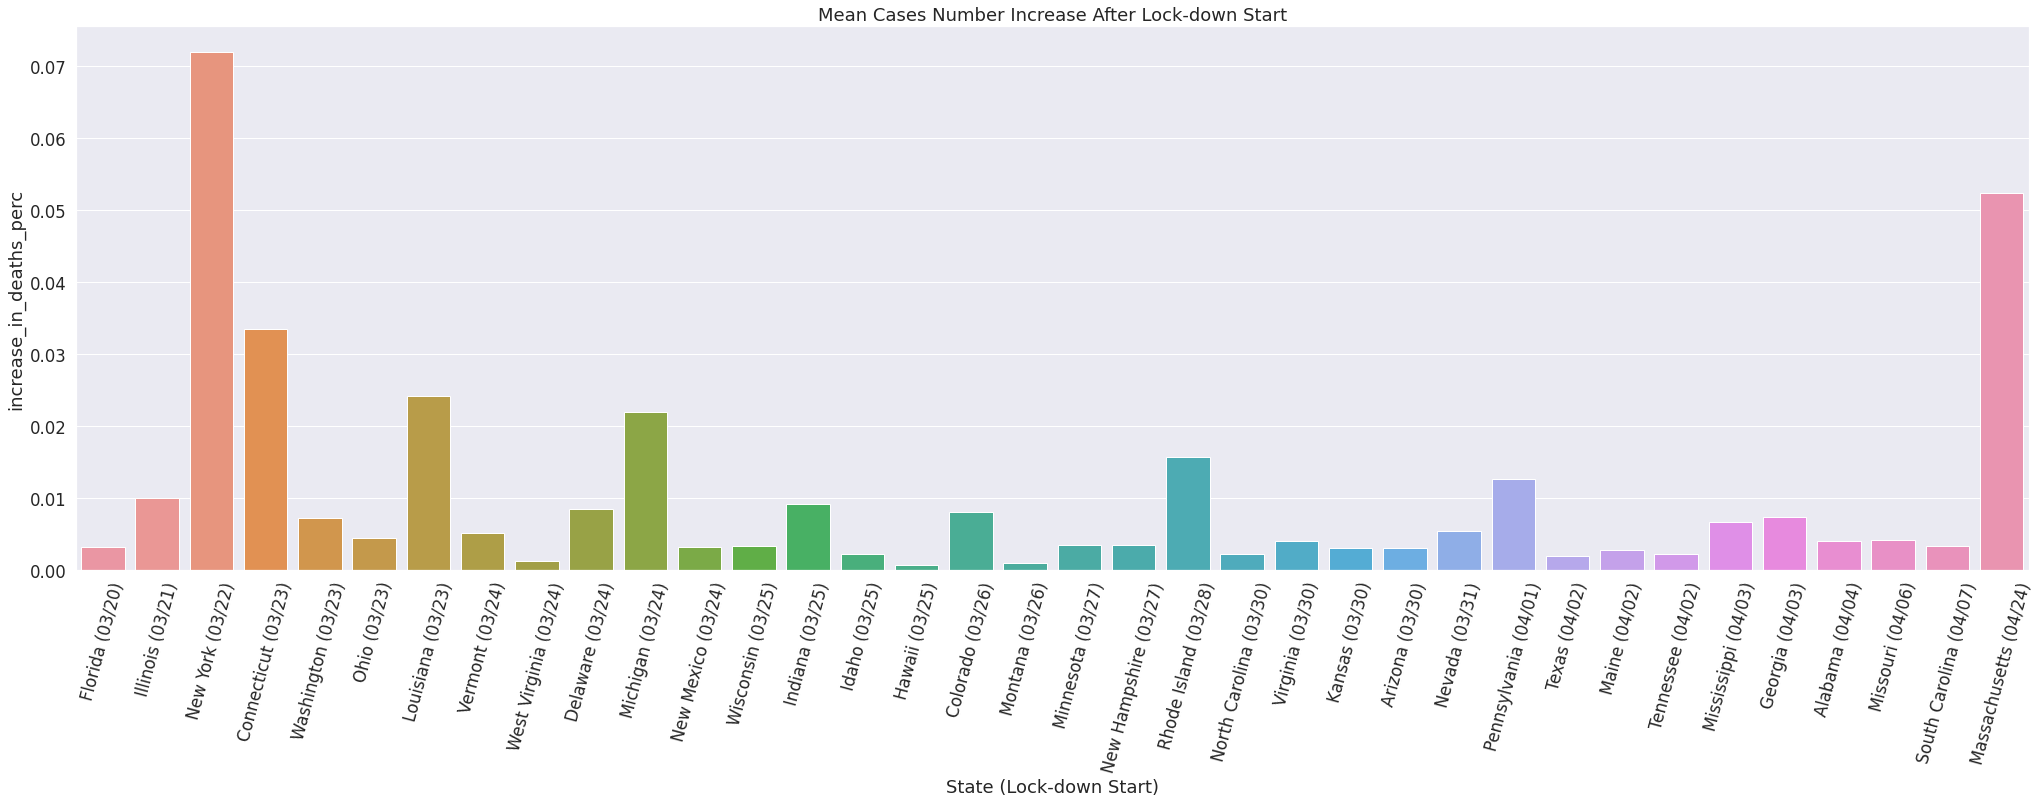 Mean Cases Number Increase After Lock-down Start
increase_in_deaths_perc
0.07
0.06
0.05
0.04
0.03
0.02
0.01
0.00
Florida (03/20)
Illinois (03/21)
New York (03/22)
Connecticut (03/23)
Washington (03/23)
Ohio (03/23)
Louisiana (03/23)
Vermont (03/24)
West Virginia (03/24)
Delaware (03/24)
Michigan (03/24)
New Mexico (03/24)
Wisconsin (03/25)
Indiana (03/25)
Idaho (03/25)
Hawaii (03/25)
Colorado (03/26)
Montana (03/26)
Minnesota (03/27)
New Hampshire (03/27)
Rhode Island (03/28)
North Carolina (03/30)
Virginia (03/30)
Kansas (03/30)
Arizona (03/30)
Nevada (03/31)
Pennsylvania (04/01)
Texas (04/02)
Maine (04/02)
Tennessee (04/02)
Mississippi (04/03)
Georgia (04/03)
Alabama (04/04)
Missouri (04/06)
South Carolina (04/07)
Massachusetts (04/24)
State (Lock-down Start)